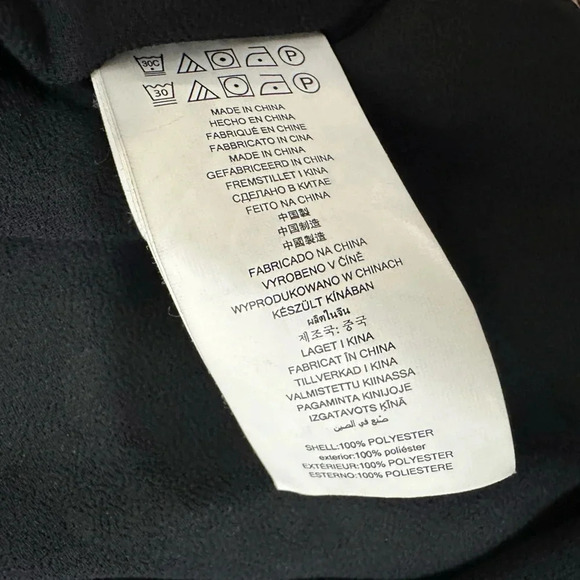 30C P
30 P
MADE IN CHINA
HECHO EN CHINA
FABRIQUÉ EN CHINE
FABBRICATO IN CINA
MADE IN CHINA
GEFABRICEERD IN CHINA
FREMSTILLET I KINA
СДЕЛАНО В КИТАЕ
FEITO NA CHINA
中国製
中国制造
中國製造
FABRICADO NA CHINA
VYROBENO V ČÍNĚ
WYPRODUKOWANO W CHINACH
KÉSZÜLT KÍNÁBAN
ผลิตในจีน
제조국: 중국
LAGET I KINA
FABRICAT ÎN CHINA
TILLVERKAD I KINA
VALMISTETTU KIINASSA
PAGAMINTA KINIJOJE
IZGATAVOTS ĶĪNĀ
صنع في الصين
SHELL:100% POLYESTER
exterior:100% poliéster
EXTÉRIEUR:100% POLYESTER
ESTERNO:100% POLIESTERE